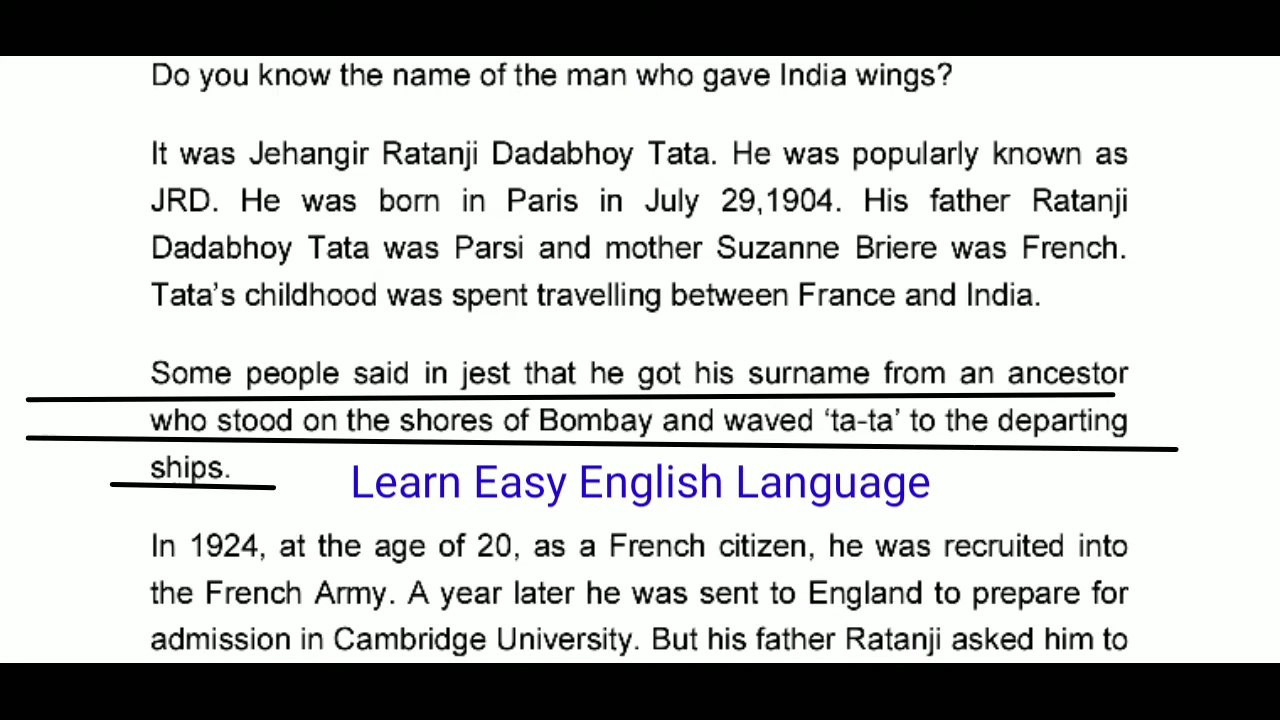 Do you know the name of the man who gave India wings?
It was Jehangir Ratanji Dadabhoy Tata. He was popularly known as
JRD. He was born in Paris in July 29,1904. His father Ratanji
Dadabhoy Tata was Parsi and mother Suzanne Briere was French.
Tata’s childhood was spent travelling between France and India.
Some people said in jest that he got his surname from an ancestor
who stood on the shores of Bombay and waved ‘ta-ta’ to the departing
ships.
Learn Easy English Language
In 1924, at the age of 20, as a French citizen, he was recruited into
the French Army. A year later he was sent to England to prepare for
admission in Cambridge University. But his father Ratanji asked him to